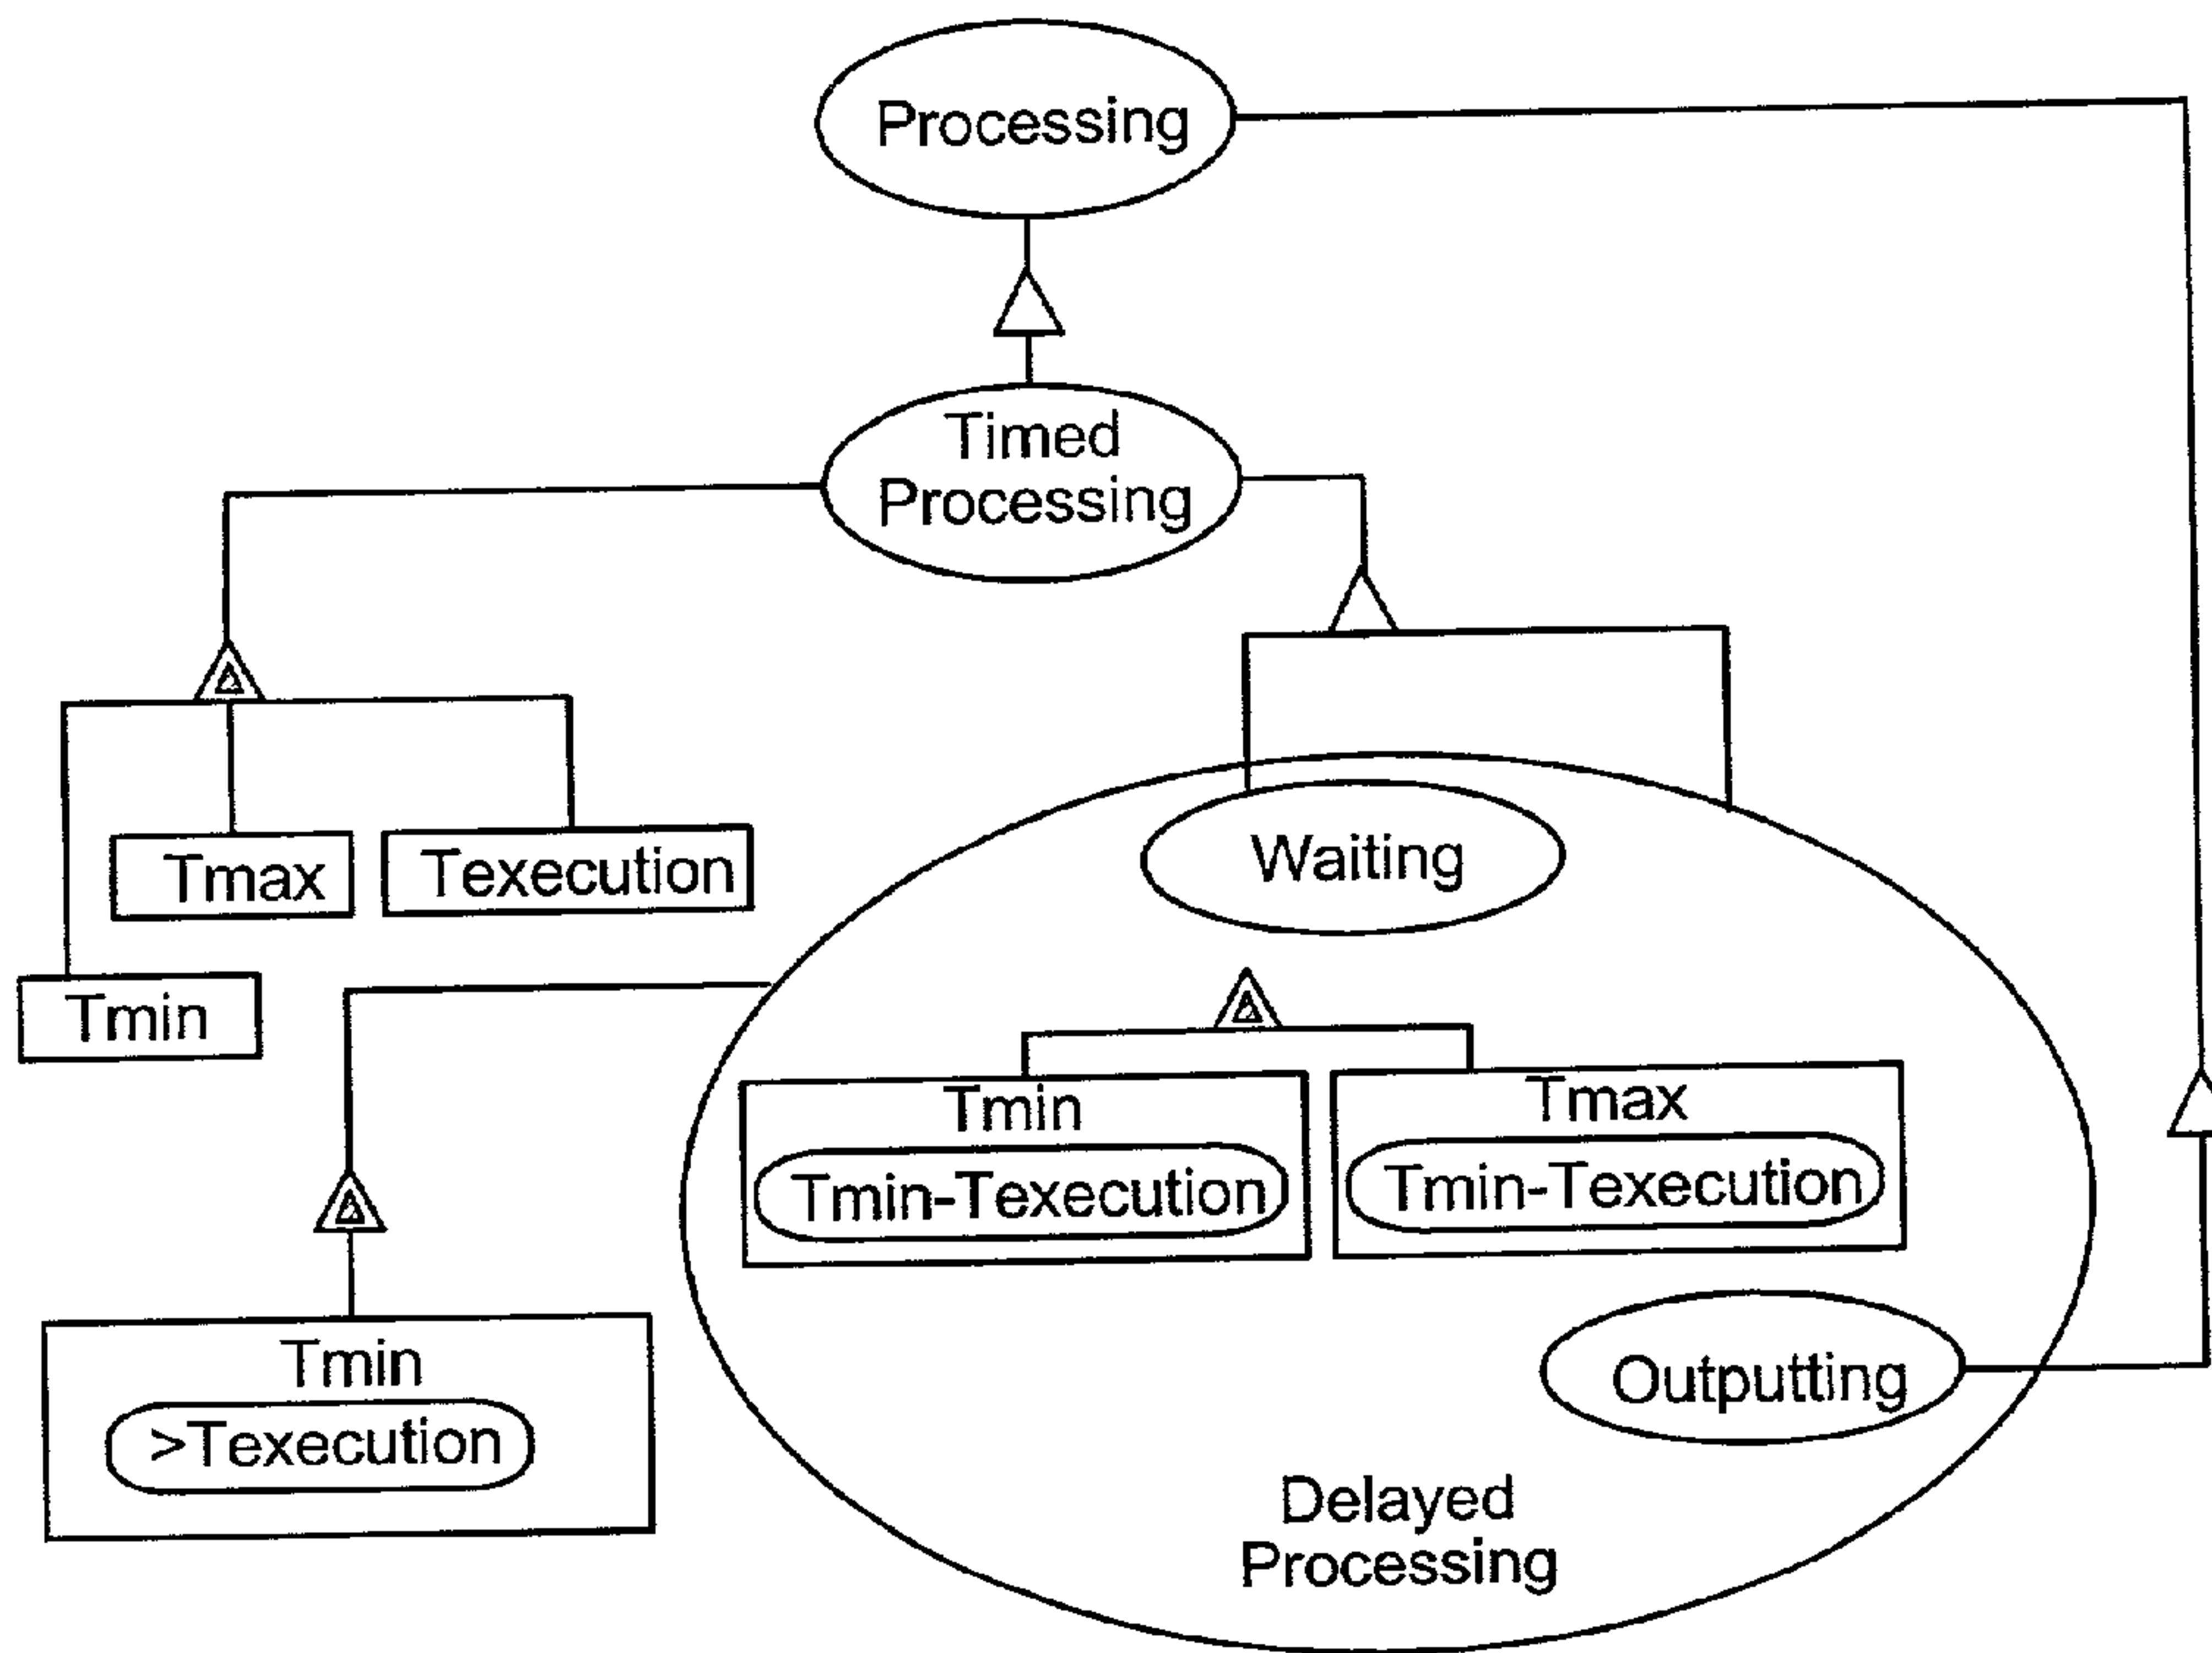 Processing
Timed
Processing
Tmax
Texecution
Waiting
Tmin
Tmin
Tmin-Texecution
Tmax
Tmin-Texecution
Tmin
>Texecution
Outputting
Delayed
Processing